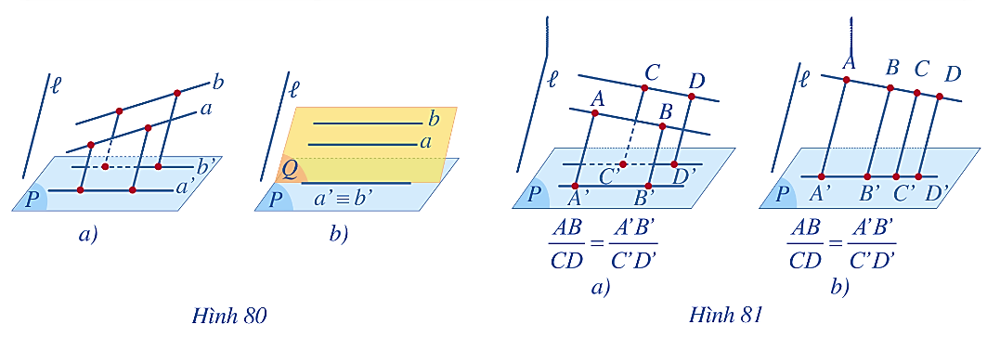 ℓ
b
a
b'
a'
P
a)
ℓ
b
a
Q
P
a' ≡ b'
b)
Hình 80
ℓ
C
D
A
B
C'
D'
P
A'
B'
AB/CD = A'B'/C'D'
a)
ℓ
A
B
C
D
P
A'
B'
C'
D'
AB/CD = A'B'/C'D'
b)
Hình 81